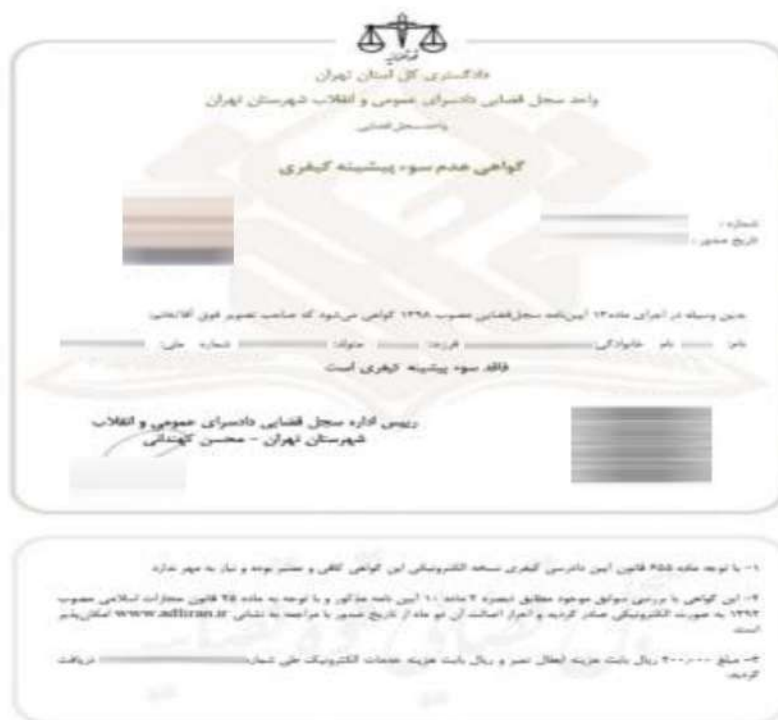 دادگستری کل استان تهران
واحد سجل قضایی دادسرای عمومی و انقلاب شهرستان تهران
واحد سجل قضایی
گواهی عدم سوء پیشینه کیفری
شماره :
تاریخ صدور :
بدین وسیله در اجرای ماده ۱۳ آیین‌نامه سجل‌قضایی مصوب ۱۳۹۸ گواهی می‌شود که صاحب تصویر فوق آقا/خانم:
نام: نام خانوادگی: فرزند: متولد: شماره ملی:
فاقد سوء پیشینه کیفری است
رییس اداره سجل قضایی دادسرای عمومی و انقلاب
شهرستان تهران - محسن کهندانی
۱- با توجه ماده ۶۵۵ قانون آیین دادرسی کیفری نسخه الکترونیکی این گواهی کافی و معتبر بوده و نیاز به مهر ندارد
۲- این گواهی با بررسی سوابق موجود مطابق تبصره ۲ ماده ۱۰ آیین نامه مذکور و با توجه به ماده ۲۵ قانون مجازات اسلامی مصوب
۱۳۹۲ به صورت الکترونیکی صادر گردید و احراز اصالت آن دو ماه از تاریخ صدور با مراجعه به نشانی www.adliran.ir امکان‌پذیر
است
۳- مبلغ ریال بابت هزینه ابطال تمبر و ریال بابت هزینه خدمات الکترونیک طی شماره دریافت
گردید.